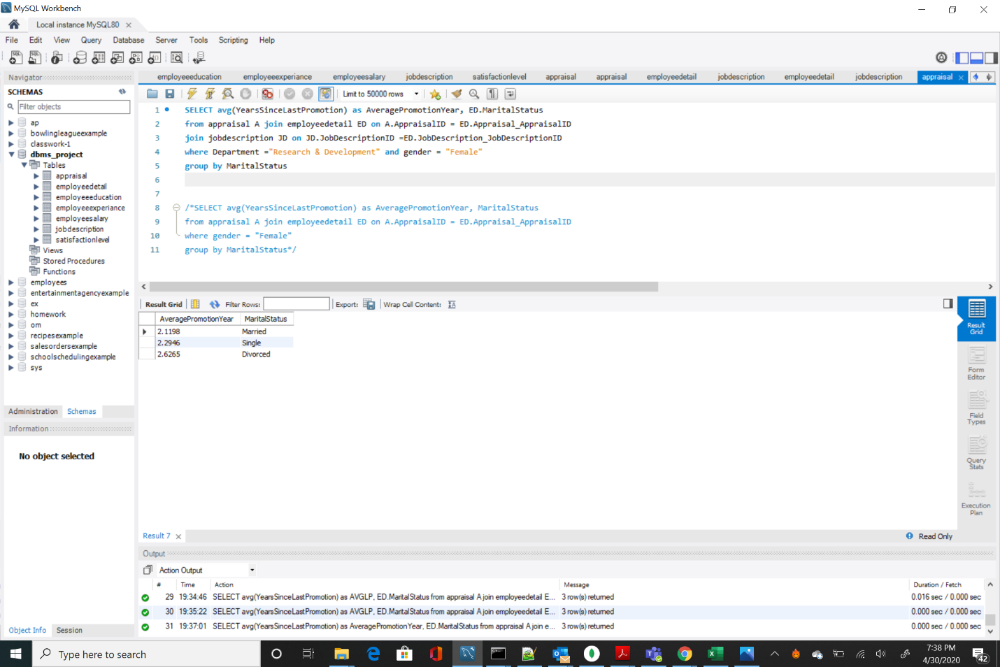 MySQL Workbench
Local instance MySQL80
File Edit View Query Database Server Tools Scripting Help
Navigator
SCHEMAS
Filter objects
ap
bowlingleagueexample
classwork-1
dbms_project
Tables
appraisal
employeedetail
employeeeducation
employeeexperiance
employeesalary
jobdescription
satisfactionlevel
Views
Stored Procedures
Functions
employees
entertainmentagencyexample
ex
homework
om
recipesexample
salesordersexample
schoolschedulingexample
sys
Administration Schemas
Information
No object selected
Object Info Session
employeeeducation employeeexperiance employeesalary jobdescription satisfactionlevel appraisal appraisal employeedetail jobdescription employeedetail jobdescription appraisal
Limit to 50000 rows
1 SELECT avg(YearsSinceLastPromotion) as AveragePromotionYear, ED.MaritalStatus
2 from appraisal A join employeedetail ED on A.AppraisalID = ED.Appraisal_AppraisalID
3 join jobdescription JD on JD.JobDescriptionID =ED.JobDescription_JobDescriptionID
4 where Department ="Research & Development" and gender = "Female"
5 group by MaritalStatus
6
7
8 /*SELECT avg(YearsSinceLastPromotion) as AveragePromotionYear, MaritalStatus
9 from appraisal A join employeedetail ED on A.AppraisalID = ED.Appraisal_AppraisalID
10 where gender = "Female"
11 group by MaritalStatus*/
Result Grid Filter Rows: Export: Wrap Cell Content:
AveragePromotionYear MaritalStatus
2.1198 Married
2.2946 Single
2.6265 Divorced
Result Grid
Form Editor
Field Types
Query Stats
Execution Plan
Result 7
Read Only
Output
Action Output
# Time Action Message Duration / Fetch
29 19:34:46 SELECT avg(YearsSinceLastPromotion) as AVGLP, ED.MaritalStatus from appraisal A join employeedetail E... 3 row(s) returned 0.016 sec / 0.000 sec
30 19:35:22 SELECT avg(YearsSinceLastPromotion) as AVGLP, ED.MaritalStatus from appraisal A join employeedetail E... 3 row(s) returned 0.000 sec / 0.000 sec
31 19:37:01 SELECT avg(YearsSinceLastPromotion) as AveragePromotionYear, ED.MaritalStatus from appraisal A join e... 3 row(s) returned 0.000 sec / 0.000 sec
Type here to search
7:38 PM
4/30/2020
42